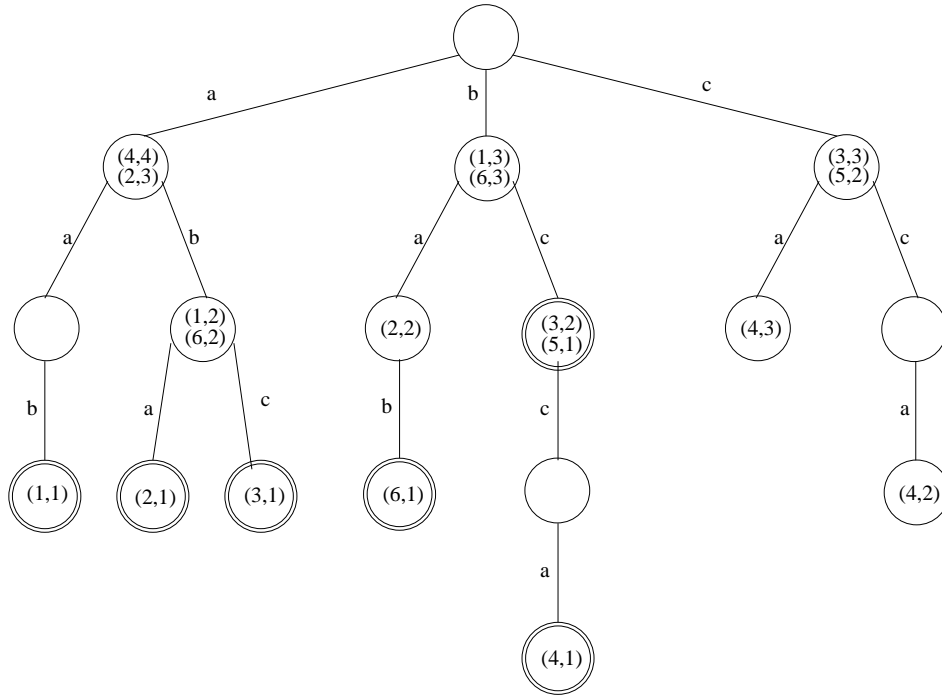 a
b
c
(4,4)
(2,3)
(1,3)
(6,3)
(3,3)
(5,2)
a
b
a
c
a
c
(1,2)
(6,2)
(2,2)
(3,2)
(5,1)
(4,3)
b
a
c
b
c
a
(1,1)
(2,1)
(3,1)
(6,1)
(4,2)
a
(4,1)